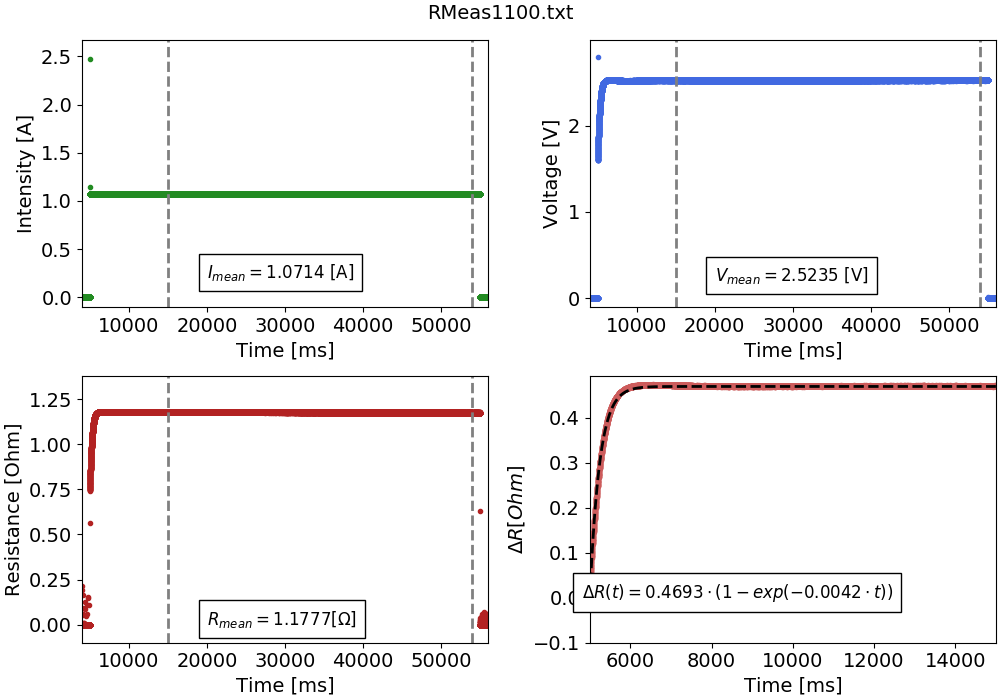 RMeas1100.txt
Intensity [A]
2.5
2.0
1.5
1.0
0.5
0.0
I_mean = 1.0714 [A]
10000 20000 30000 40000 50000
Time [ms]
Voltage [V]
2
1
0
V_mean = 2.5235 [V]
10000 20000 30000 40000 50000
Time [ms]
Resistance [Ohm]
1.25
1.00
0.75
0.50
0.25
0.00
R_mean = 1.1777[Ω]
10000 20000 30000 40000 50000
Time [ms]
ΔR[Ohm]
0.4
0.3
0.2
0.1
−0.1
ΔR(t) = 0.4693 · (1 − exp(−0.0042 · t))
6000 8000 10000 12000 14000
Time [ms]